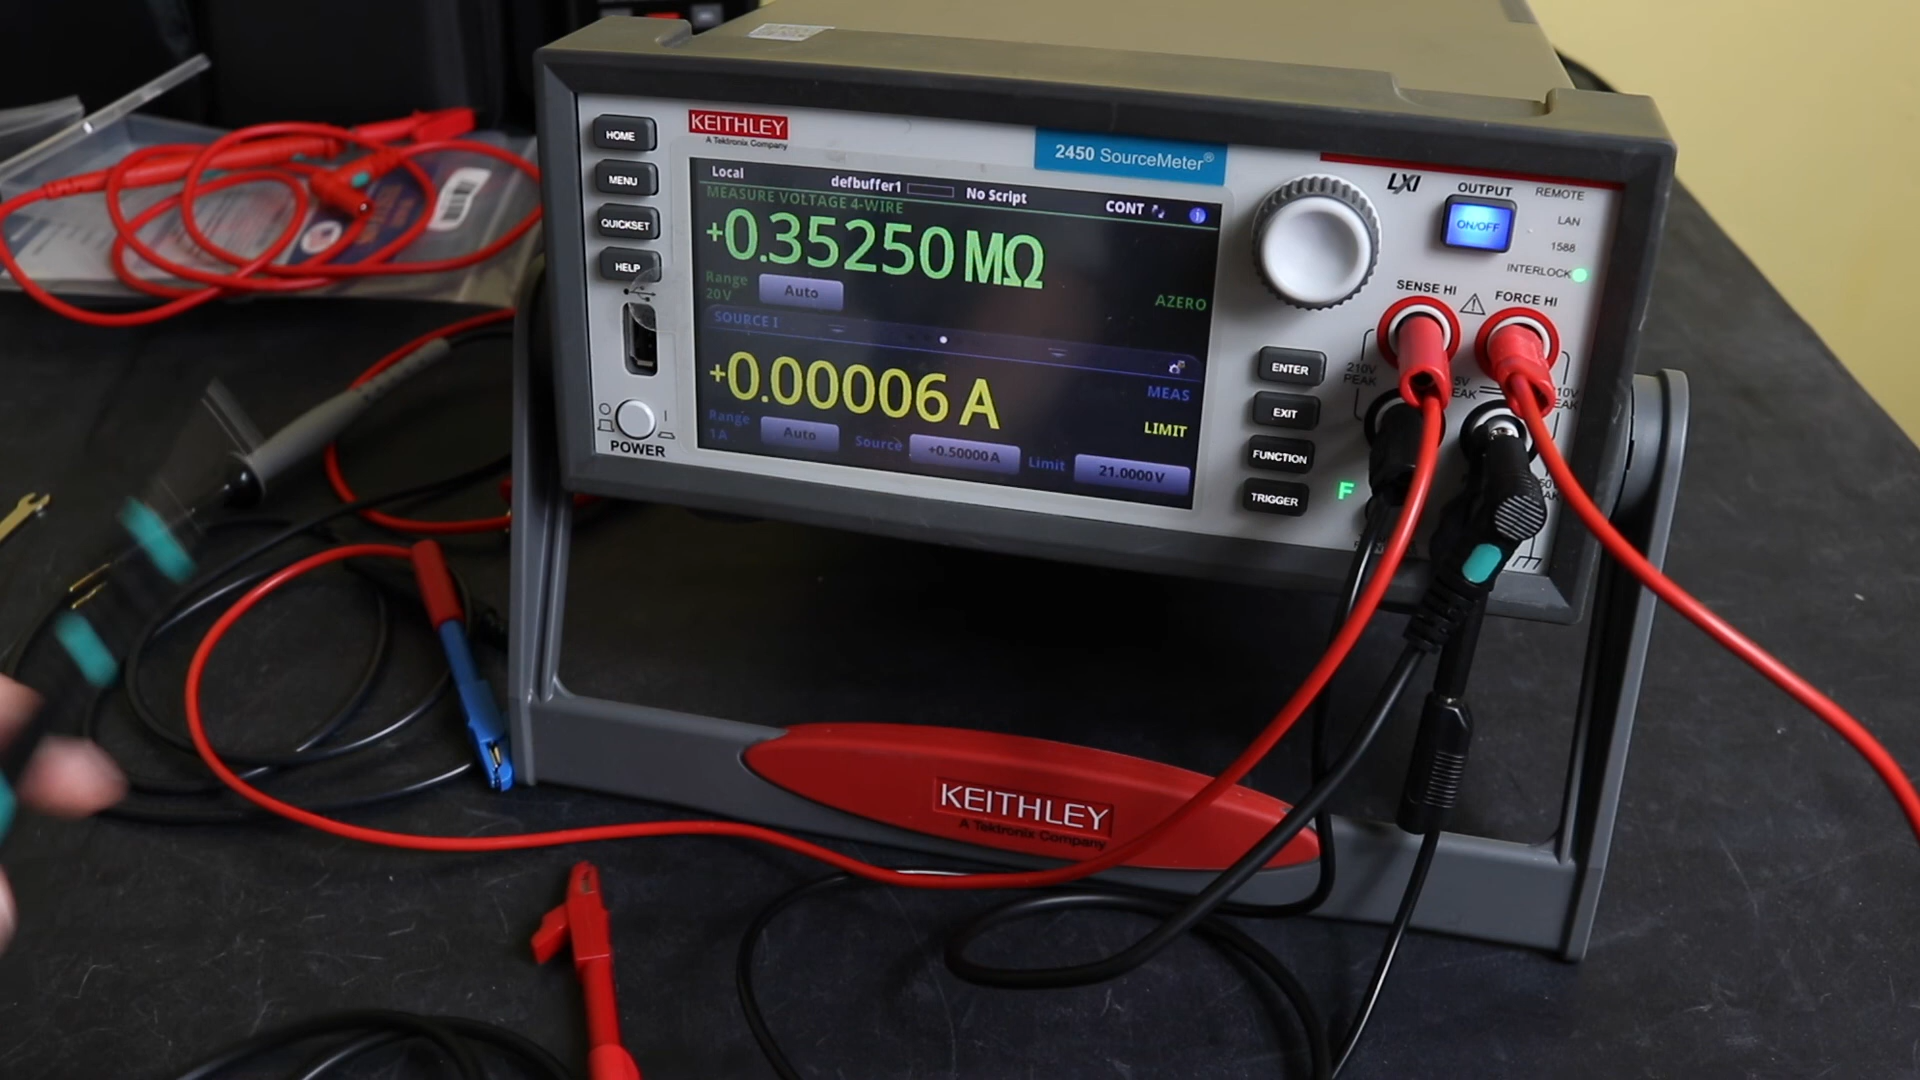 KEITHLEY
A Tektronix Company
2450 SourceMeter®
HOME
MENU
QUICKSET
HELP
POWER
Local
defbuffer1
No Script
CONT
MEASURE VOLTAGE 4-WIRE
+0.35250 MΩ
Range
20V
Auto
AZERO
SOURCE I
+0.00006 A
MEAS
LIMIT
Range
1A
Auto
Source
+0.50000 A
Limit
21.0000 V
LXI
OUTPUT
ON/OFF
REMOTE
LAN
1588
INTERLOCK
SENSE HI
FORCE HI
210V
PEAK
ENTER
EXIT
FUNCTION
TRIGGER
F
KEITHLEY
A Tektronix Company